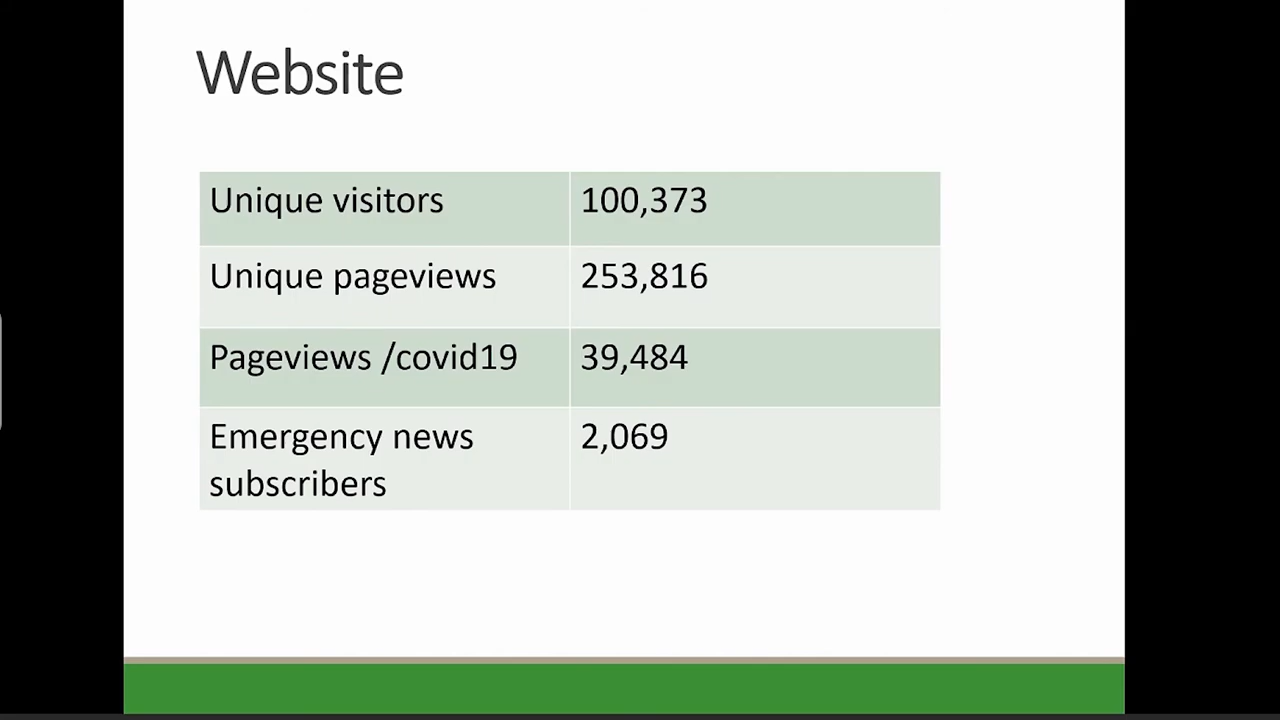 Website
Unique visitors 100,373
Unique pageviews 253,816
Pageviews /covid19 39,484
Emergency news 2,069
subscribers